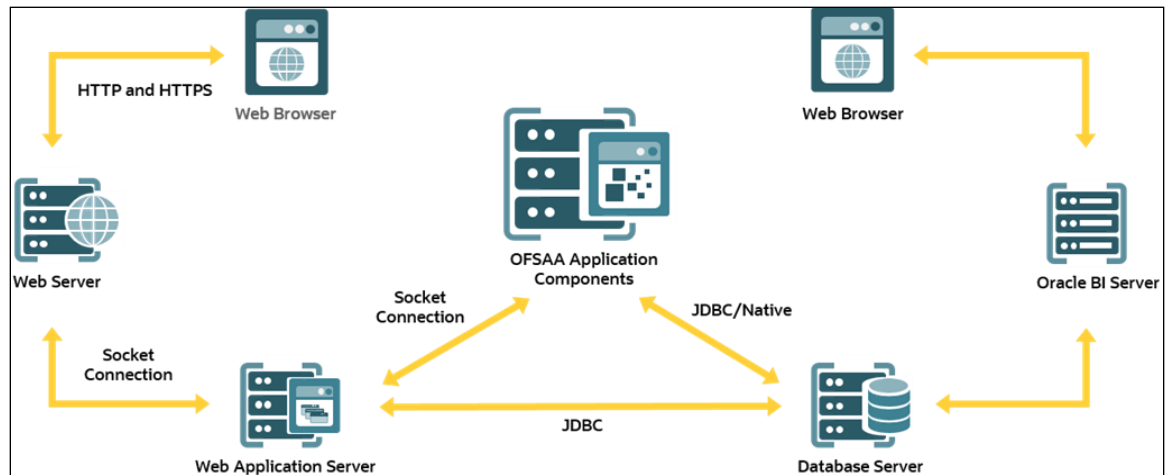 HTTP and HTTPS
Web Browser
Web Browser
OFSAA Application
Components
Web Server
Oracle BI Server
Socket
Connection
JDBC/Native
Socket
Connection
JDBC
Web Application Server
Database Server